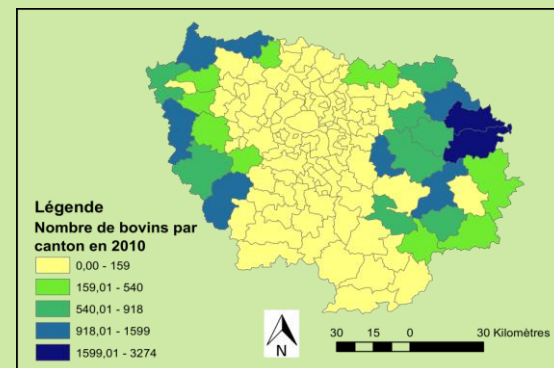 Légende
Nombre de bovins par
canton en 2010
0,00 - 159
159,01 - 540
540,01 - 918
918,01 - 1599
1599,01 - 3274
N
30 15 0 30 Kilomètres